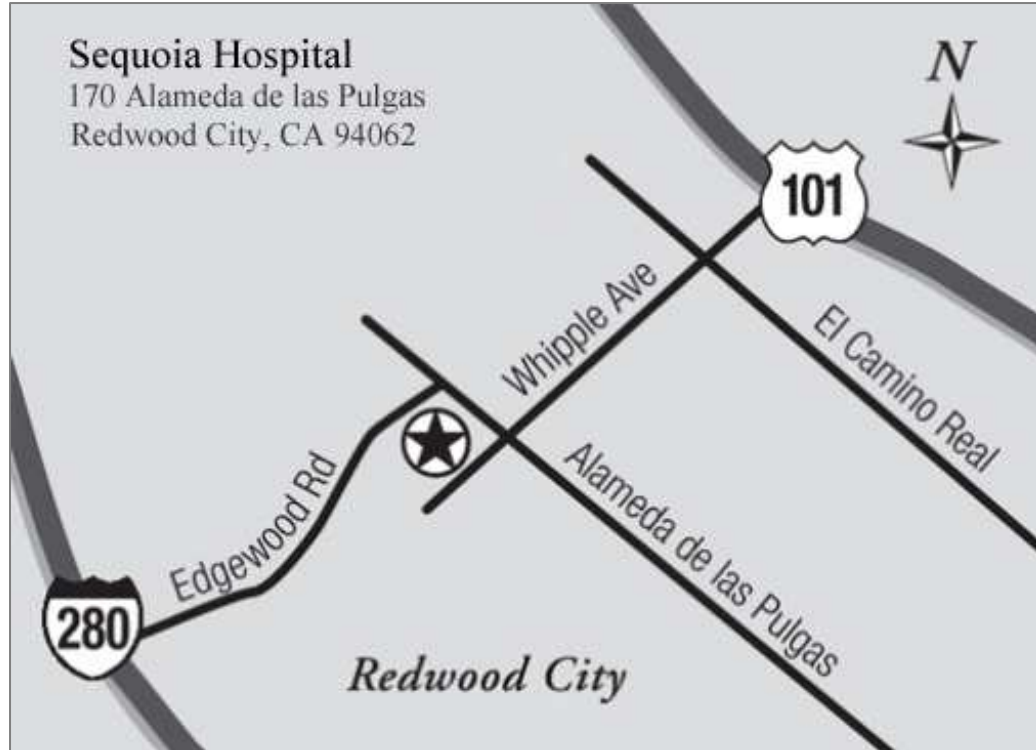 Sequoia Hospital
170 Alameda de las Pulgas
Redwood City, CA 94062
N
101
Whipple Ave
El Camino Real
Edgewood Rd
Alameda de las Pulgas
280
Redwood City